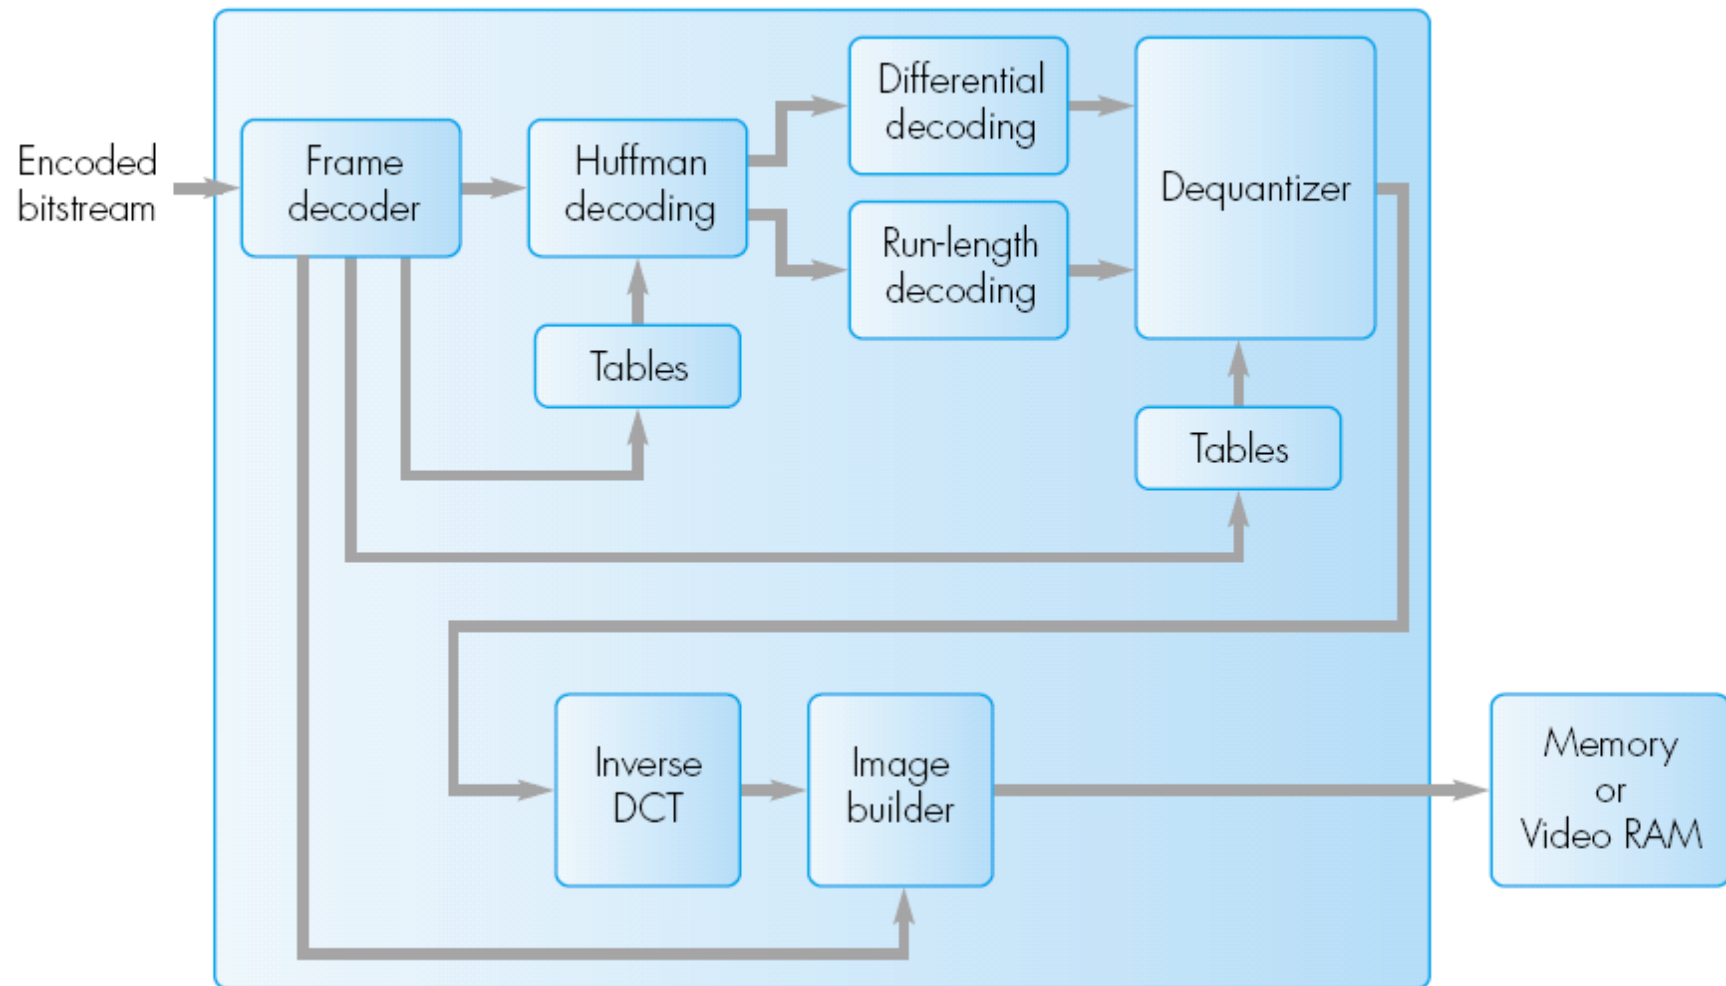 Encoded
bitstream
Frame
decoder
Huffman
decoding
Differential
decoding
Run-length
decoding
Dequantizer
Tables
Tables
Inverse
DCT
Image
builder
Memory
or
Video RAM